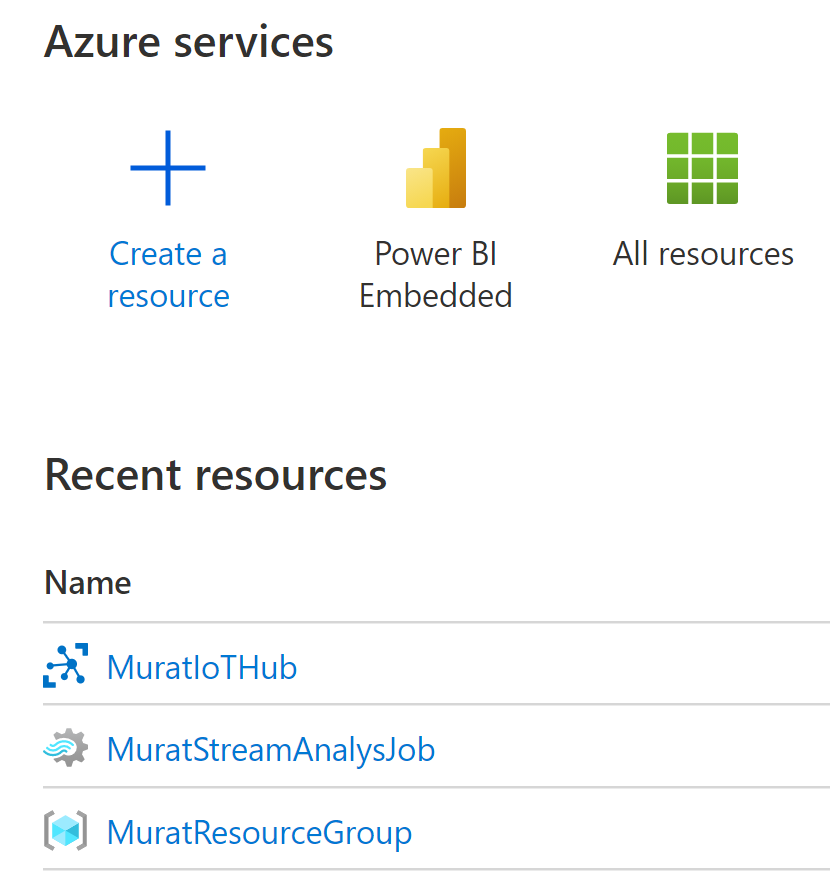 Azure services
Create a
resource
Power BI
Embedded
All resources
Recent resources
Name
MuratIoTHub
MuratStreamAnalysJob
MuratResourceGroup